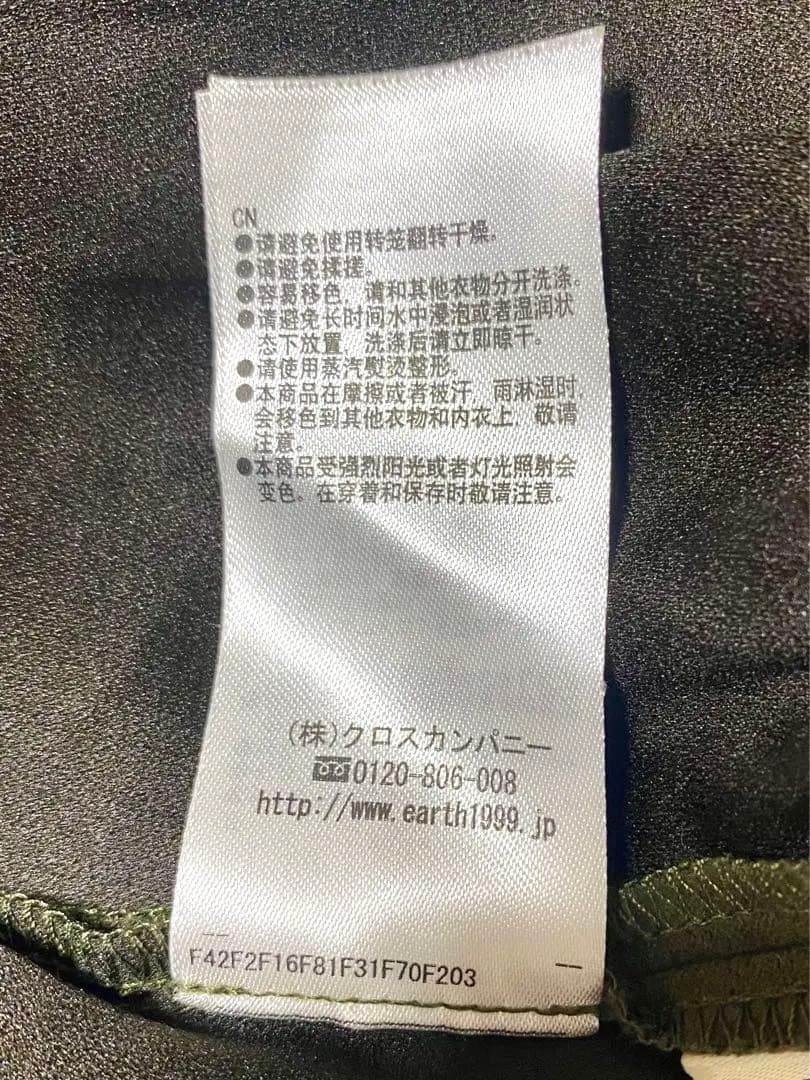 CN
●请避免使用转笼翻转干燥。
●请避免揉搓。
●容易移色，请和其他衣物分开洗涤。
●请避免长时间水中浸泡或者湿润状
态下放置，洗涤后请立即晾干。
●请使用蒸汽熨烫整形。
●本商品在摩擦或者被汗，雨淋湿时
会移色到其他衣物和内衣上，敬请
注意。
●本商品受强烈阳光或者灯光照射会
变色。在穿着和保存时敬请注意。
(株)クロスカンパニー
0120-806-008
http://www.earth1999.jp
F42F2F16F81F31F70F203